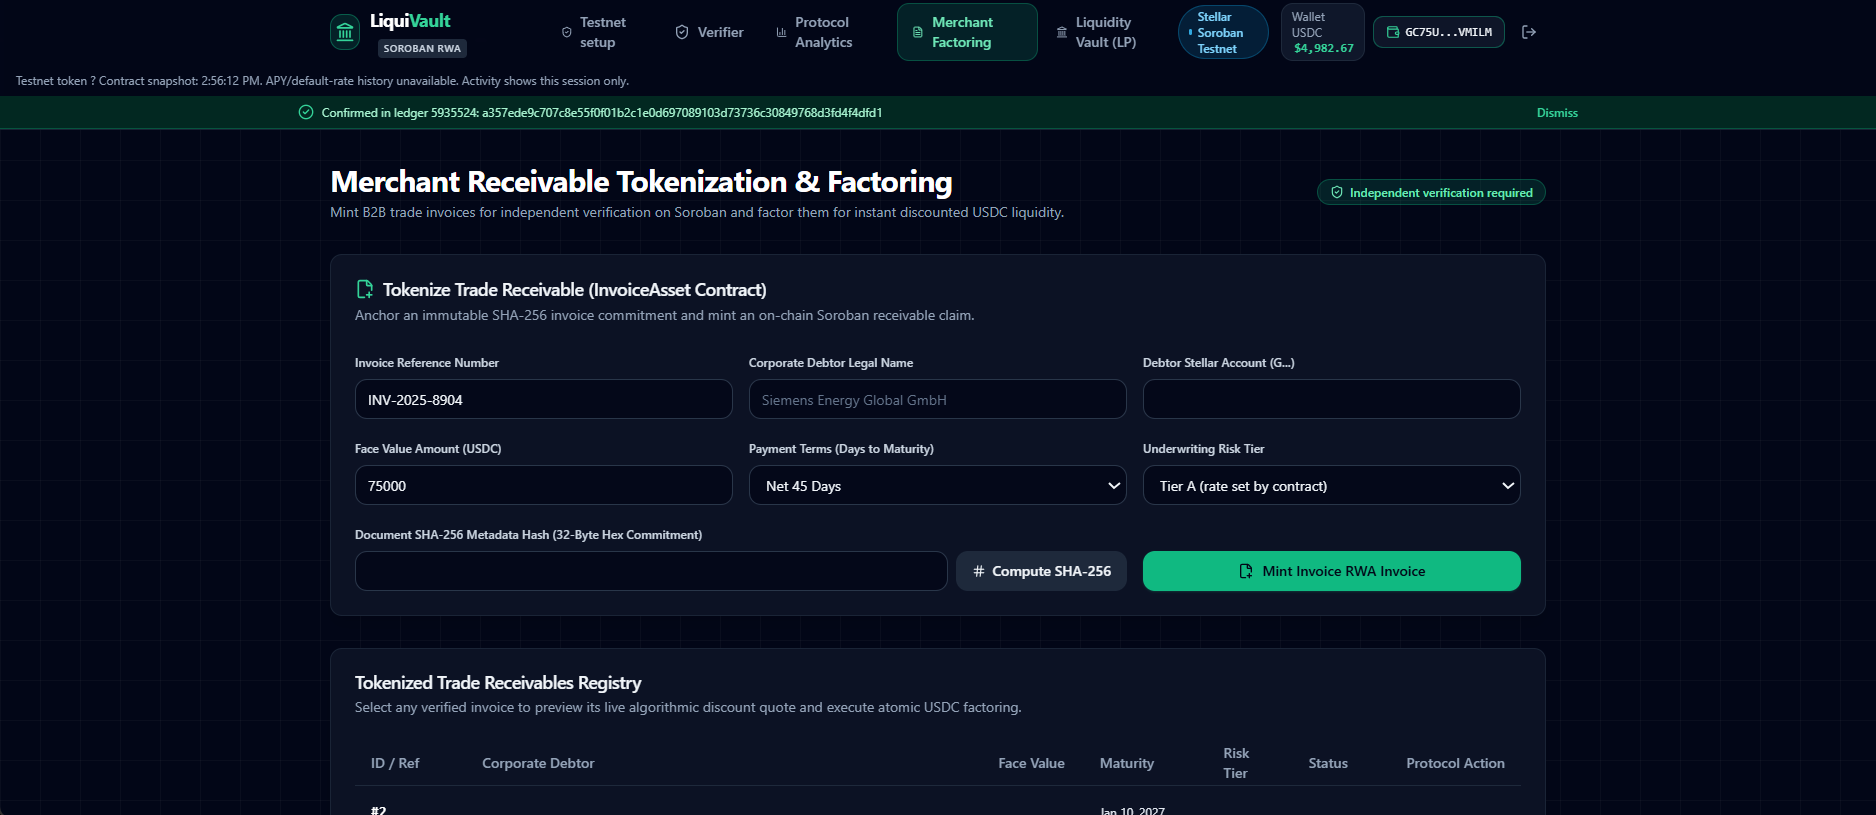 LiquiVault
SOROBAN RWA
Testnet setup
Verifier
Protocol Analytics
Merchant Factoring
Liquidity Vault (LP)
Stellar Soroban Testnet
Wallet USDC
$4,982.67
GC75U...VMILM
Testnet token ? Contract snapshot: 2:56:12 PM. APY/default-rate history unavailable. Activity shows this session only.
Confirmed in ledger 5935524: a357ede9c707c8e55f0f01b2c1e0d697089103d73736c30849768d3fd4f4dfd1
Dismiss
Merchant Receivable Tokenization & Factoring
Mint B2B trade invoices for independent verification on Soroban and factor them for instant discounted USDC liquidity.
Independent verification required
Tokenize Trade Receivable (InvoiceAsset Contract)
Anchor an immutable SHA-256 invoice commitment and mint an on-chain Soroban receivable claim.
Invoice Reference Number
Corporate Debtor Legal Name
Debtor Stellar Account (G...)
INV-2025-8904
Siemens Energy Global GmbH
Face Value Amount (USDC)
Payment Terms (Days to Maturity)
Underwriting Risk Tier
75000
Net 45 Days
Tier A (rate set by contract)
Document SHA-256 Metadata Hash (32-Byte Hex Commitment)
# Compute SHA-256
Mint Invoice RWA Invoice
Tokenized Trade Receivables Registry
Select any verified invoice to preview its live algorithmic discount quote and execute atomic USDC factoring.
ID / Ref
Corporate Debtor
Face Value
Maturity
Risk Tier
Status
Protocol Action
#2
Jan 10, 2027